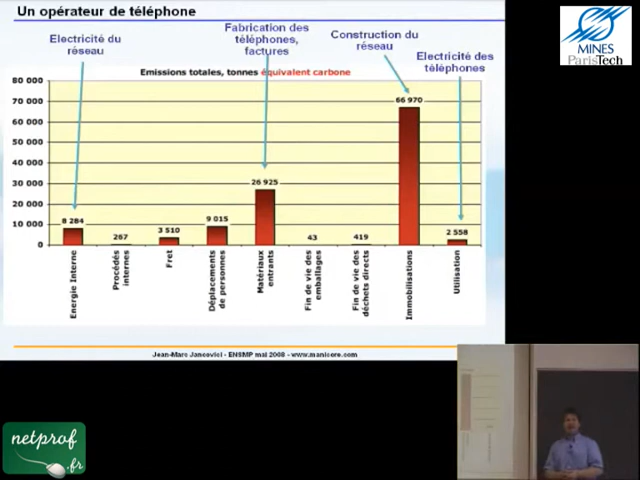 Un opérateur de téléphone
Electricité du
réseau
Fabrication des
téléphones,
factures
Construction du
réseau
Electricité des
téléphones
MINES
ParisTech
Emissions totales, tonnes équivalent carbone
80 000
70 000
60 000
50 000
40 000
30 000
20 000
10 000
0
8 284
267
3 510
9 015
26 925
43
419
66 970
2 558
Energie Interne
Procédés
internes
Fret
Déplacements
de personnes
Matériaux
entrants
Fin de vie des
emballages
Fin de vie des
déchets directs
Immobilisations
Utilisation
Jean-Marc Jancovici - ENSMP mai 2008 - www.manicore.com
netprof
.fr